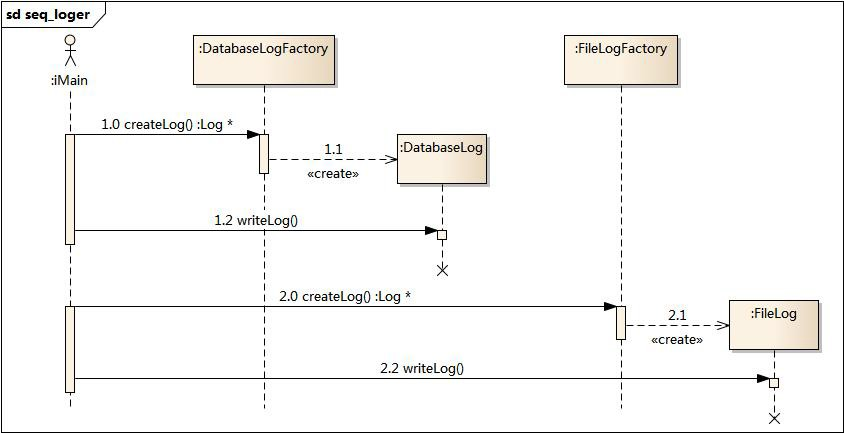 sd seq_loger
:iMain
:DatabaseLogFactory
:FileLogFactory
1.0 createLog() :Log *
1.1
«create»
:DatabaseLog
1.2 writeLog()
2.0 createLog() :Log *
2.1
«create»
:FileLog
2.2 writeLog()